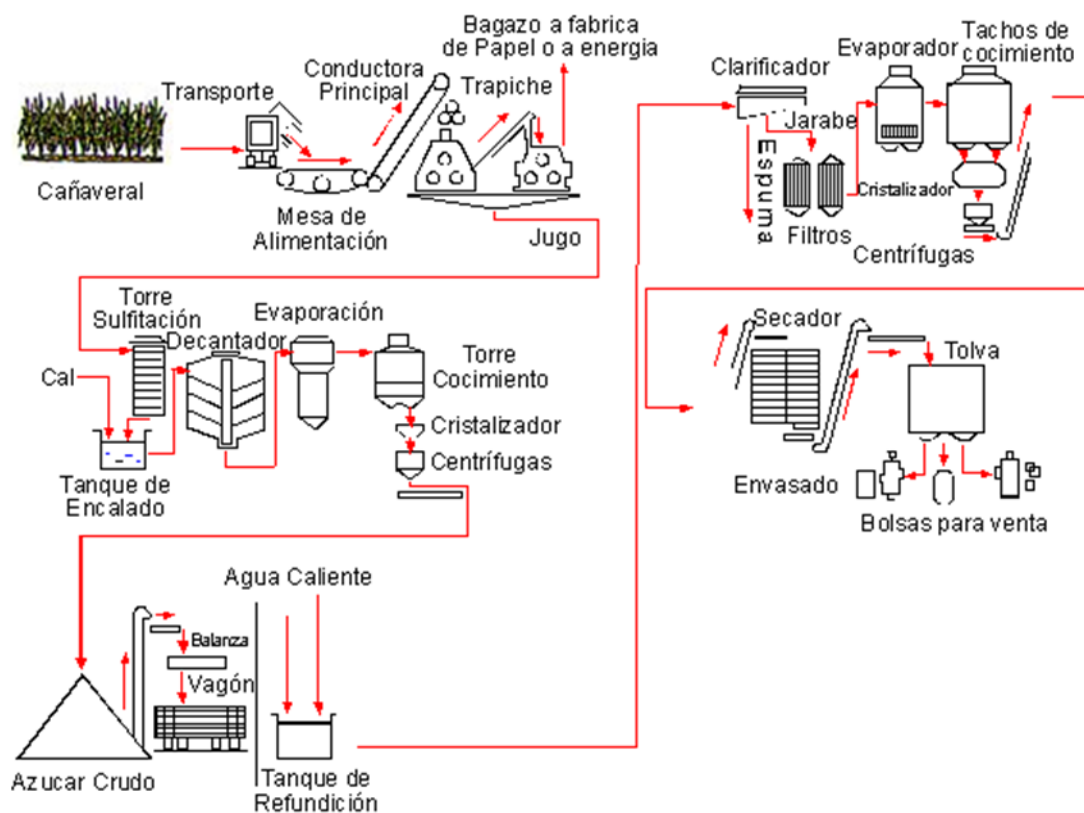 Bagazo a fabrica
de Papel o a energia
Conductora
Principal
Trapiche
Transporte
Cañaveral
Mesa de
Alimentación
Jugo
Clarificador
Evaporador
Tachos de
cocimiento
Jarabe
Espuma
Filtros
Cristalizador
Centrífugas
Torre
Sulfitación
Decantador
Evaporación
Torre
Cocimiento
Cal
Cristalizador
Centrífugas
Tanque de
Encalado
Secador
Tolva
Envasado
Bolsas para venta
Agua Caliente
Balanza
Vagón
Azucar Crudo
Tanque de
Refundición